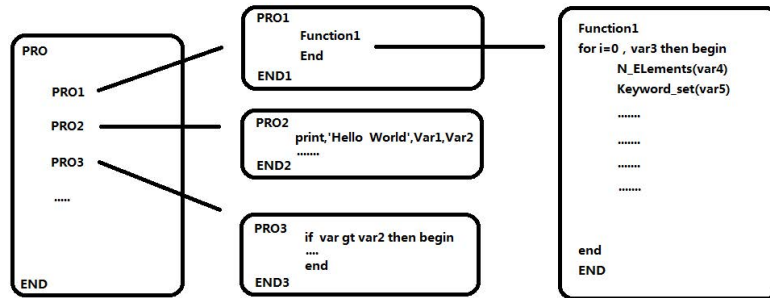 PRO
PRO1
PRO2
PRO3
.....
END
PRO1
Function1
End
END1
PRO2
print,'Hello World',Var1,Var2
.......
END2
PRO3
if var gt var2 then begin
....
end
END3
Function1
for i=0 , var3 then begin
N_ELements(var4)
Keyword_set(var5)
.......
.......
.......
.......
end
END